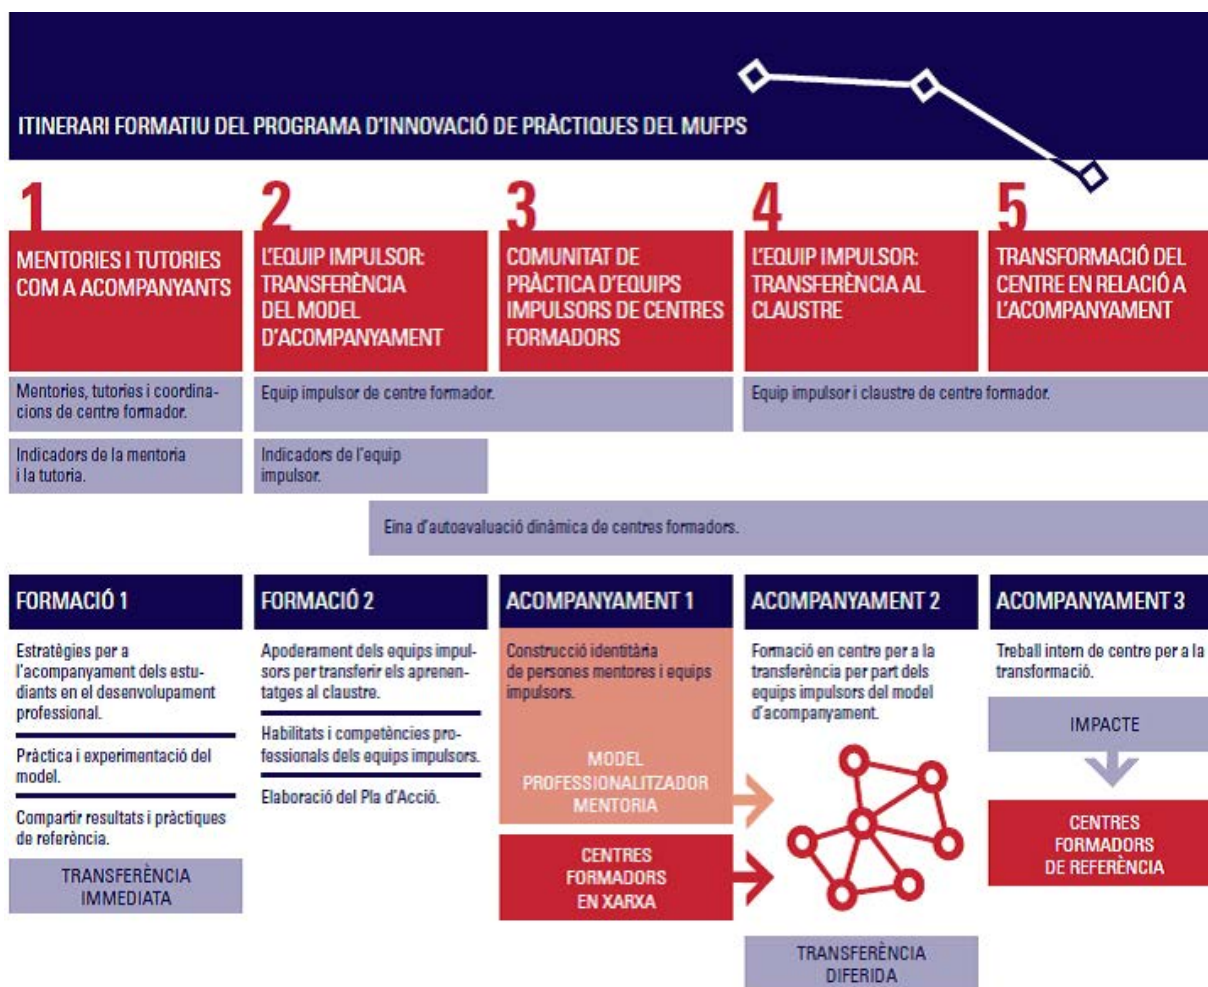 ITINERARI FORMATIU DEL PROGRAMA D'INNOVACIÓ DE PRÀCTIQUES DEL MUFPS
1
MENTORIES I TUTORIES
COM A ACOMPANYANTS
2
L'EQUIP IMPULSOR:
TRANSFERÈNCIA
DEL MODEL
D'ACOMPANYAMENT
3
COMUNITAT DE
PRÀCTICA D'EQUIPS
IMPULSORS DE CENTRES
FORMADORS
4
L'EQUIP IMPULSOR:
TRANSFERÈNCIA AL
CLAUSTRE
5
TRANSFORMACIÓ DEL
CENTRE EN RELACIÓ A
L'ACOMPANYAMENT
Mentories, tutories i coordina-
cions de centre formador.
Equip impulsor de centre formador.
Equip impulsor i claustre de centre formador.
Indicadors de la mentoria
i la tutoria.
Indicadors de l'equip
impulsor.
Eina d'autoavaluació dinàmica de centres formadors.
FORMACIÓ 1
Estratègies per a
l'acompanyament dels estu-
diants en el desenvolupament
professional.
Pràctica i experimentació del
model.
Compartir resultats i pràctiques
de referència.
TRANSFERÈNCIA
IMMEDIATA
FORMACIÓ 2
Apoderament dels equips impul-
sors per transferir els aprenen-
tatges al claustre.
Habilitats i competències pro-
fessionals dels equips impulsors.
Elaboració del Pla d'Acció.
ACOMPANYAMENT 1
Construcció identitària
de persones mentores i equips
impulsors.
MODEL
PROFESSIONALITZADOR
MENTORIA
CENTRES
FORMADORS
EN XARXA
ACOMPANYAMENT 2
Formació en centre per a la
transferència per part dels
equips impulsors del model
d'acompanyament.
TRANSFERÈNCIA
DIFERIDA
ACOMPANYAMENT 3
Treball intern de centre per a la
transformació.
IMPACTE
CENTRES
FORMADORS
DE REFERÈNCIA